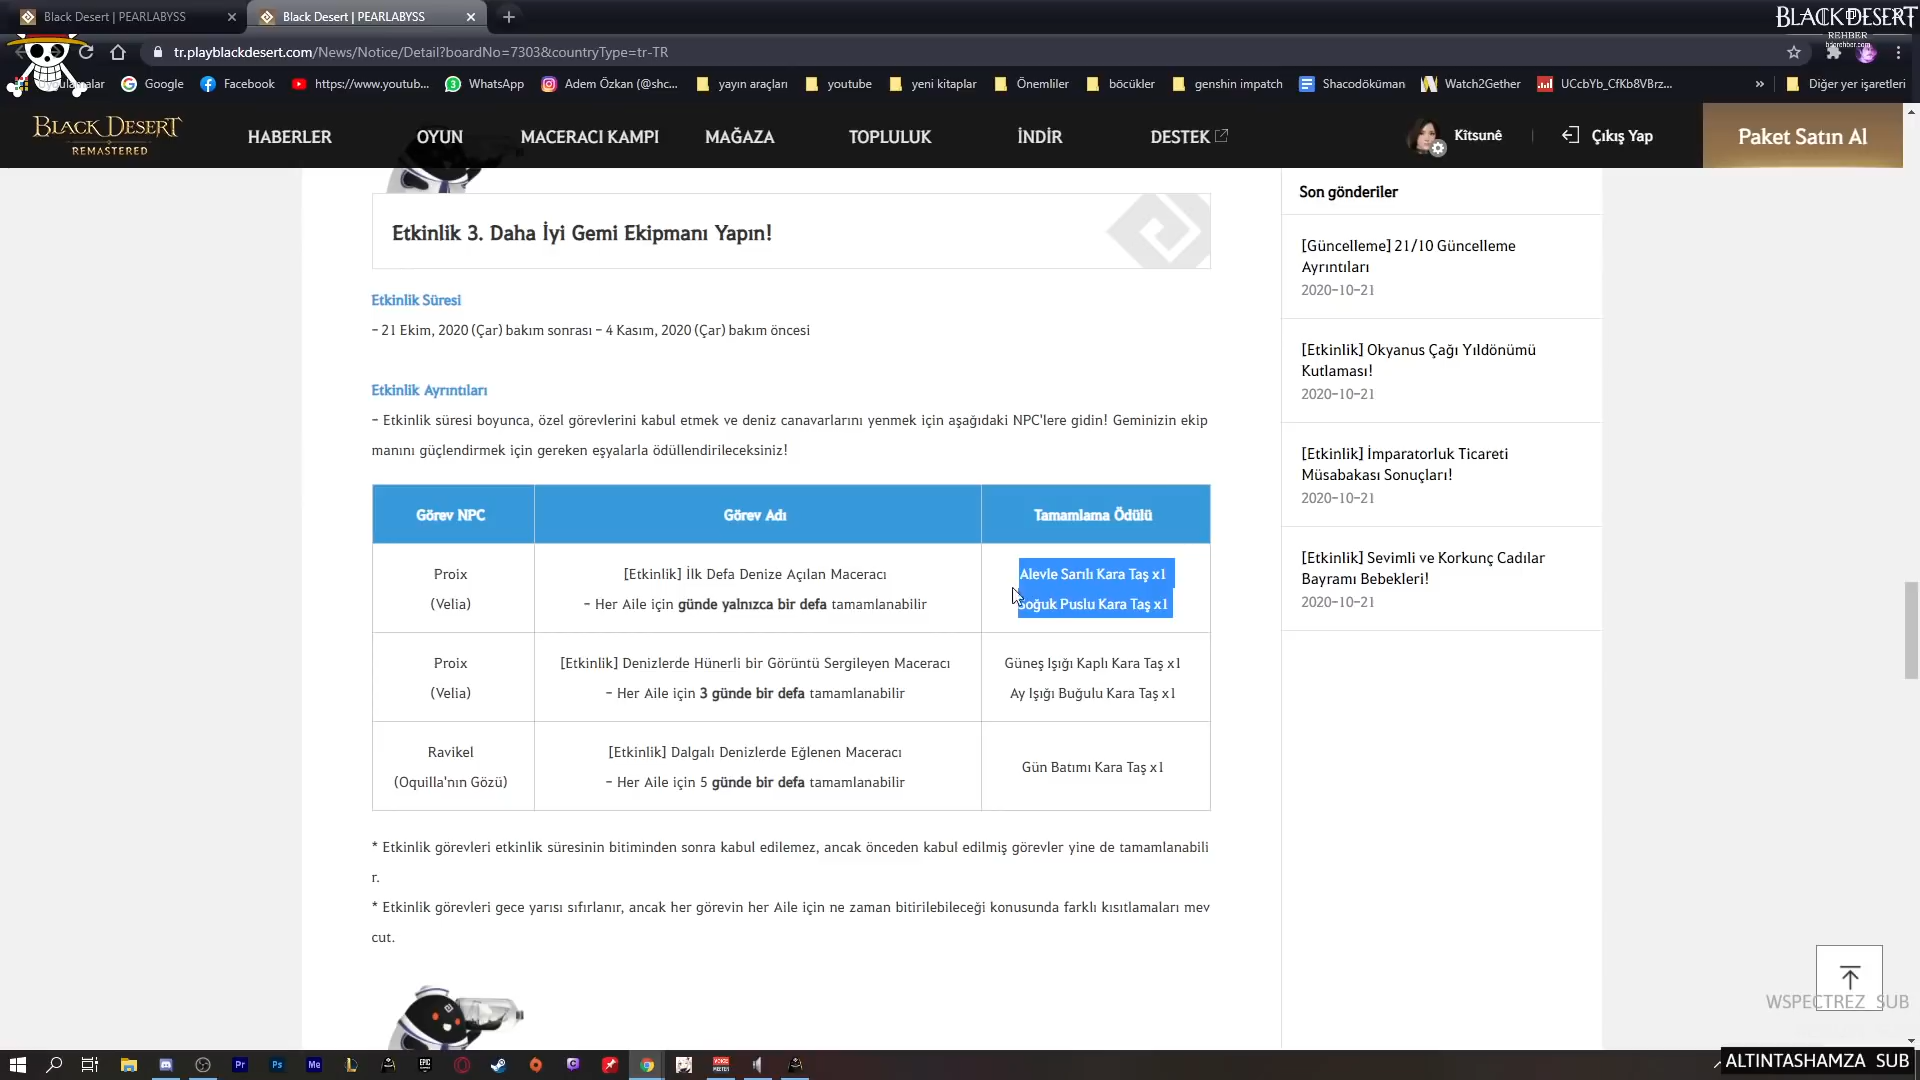 Black Desert | PEARLABYSS
Black Desert | PEARLABYSS
BLACK DESERT
REHBER
tr.playblackdesert.com/News/Notice/Detail?boardNo=7303&countryType=tr-TR
Google
Facebook
https://www.youtub...
WhatsApp
Adem Özkan (@shc...
yayın araçları
youtube
yeni kitaplar
Önemliler
böcükler
genshin impatch
Shacodöküman
Watch2Gether
UCcbYb_CfKb8VBrz...
»
Diğer yer işaretleri
BLACK DESERT
REMASTERED
HABERLER
OYUN
MACERACI KAMPI
MAĞAZA
TOPLULUK
İNDİR
DESTEK
Kitsunê
Çıkış Yap
Paket Satın Al
Etkinlik 3. Daha İyi Gemi Ekipmanı Yapın!
Etkinlik Süresi
- 21 Ekim, 2020 (Çar) bakım sonrası - 4 Kasım, 2020 (Çar) bakım öncesi
Etkinlik Ayrıntıları
- Etkinlik süresi boyunca, özel görevlerini kabul etmek ve deniz canavarlarını yenmek için aşağıdaki NPC'lere gidin! Geminizin ekip
manını güçlendirmek için gereken eşyalarla ödüllendirileceksiniz!
Görev NPC
Görev Adı
Tamamlama Ödülü
Proix
(Velia)
[Etkinlik] İlk Defa Denize Açılan Maceracı
- Her Aile için günde yalnızca bir defa tamamlanabilir
Alevle Sarılı Kara Taş x1
Soğuk Puslu Kara Taş x1
Proix
(Velia)
[Etkinlik] Denizlerde Hünerli bir Görüntü Sergileyen Maceracı
- Her Aile için 3 günde bir defa tamamlanabilir
Güneş Işığı Kaplı Kara Taş x1
Ay Işığı Buğulu Kara Taş x1
Ravikel
(Oquilla'nın Gözü)
[Etkinlik] Dalgalı Denizlerde Eğlenen Maceracı
- Her Aile için 5 günde bir defa tamamlanabilir
Gün Batımı Kara Taş x1
* Etkinlik görevleri etkinlik süresinin bitiminden sonra kabul edilemez, ancak önceden kabul edilmiş görevler yine de tamamlanabili
r.
* Etkinlik görevleri gece yarısı sıfırlanır, ancak her görevin her Aile için ne zaman bitirilebileceği konusunda farklı kısıtlamaları mev
cut.
Son gönderiler
[Güncelleme] 21/10 Güncelleme
Ayrıntıları
2020-10-21
[Etkinlik] Okyanus Çağı Yıldönümü
Kutlaması!
2020-10-21
[Etkinlik] İmparatorluk Ticareti
Müsabakası Sonuçları!
2020-10-21
[Etkinlik] Sevimli ve Korkunç Cadılar
Bayramı Bebekleri!
2020-10-21
WSPECTREZ SUB
ALTINTASHAMZA SUB
Pr
Ps
Me
EPIC